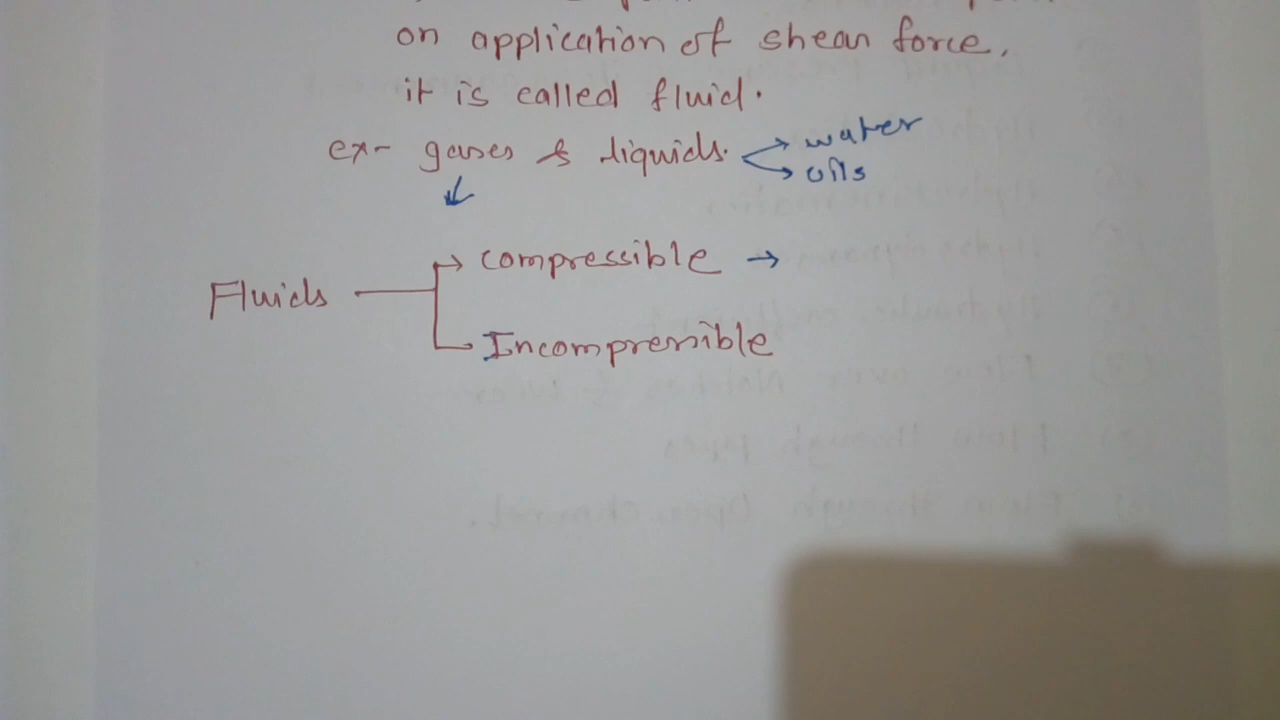 on application of shear force,
it is called fluid.
ex- gases & liquids. → water
→ oils
Fluids → compressible →
Incompressible